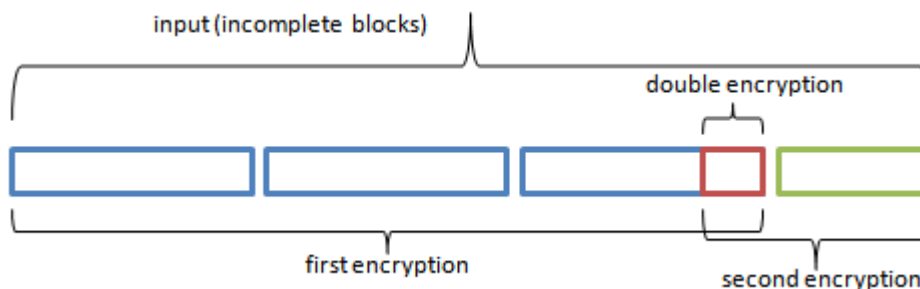 input (incomplete blocks)
double encryption
first encryption
second encryption